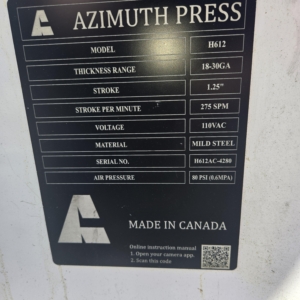 AZIMUTH PRESS
MODEL H612
THICKNESS RANGE 18-30GA
STROKE 1.25"
STROKE PER MINUTE 275 SPM
VOLTAGE 110VAC
MATERIAL MILD STEEL
SERIAL NO. H612AC-4280
AIR PRESSURE 80 PSI (0.6MPA)
MADE IN CANADA
Online instruction manual
1. Open your camera app.
2. Scan this code